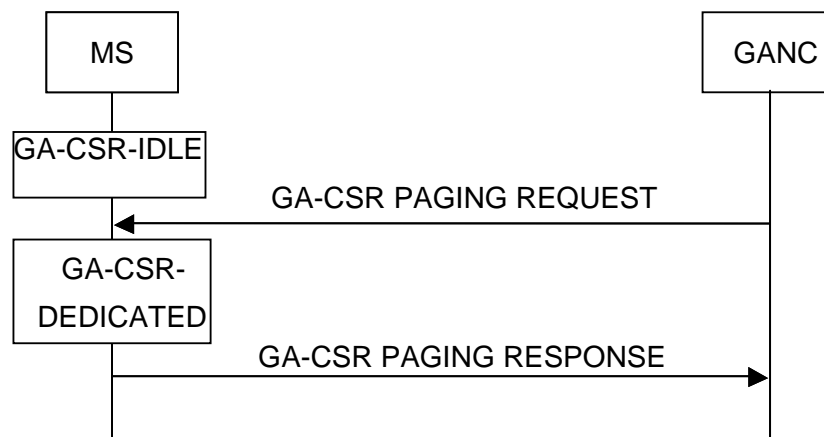 MS
GANC
GA-CSR-IDLE
GA-CSR PAGING REQUEST
GA-CSR-
DEDICATED
GA-CSR PAGING RESPONSE